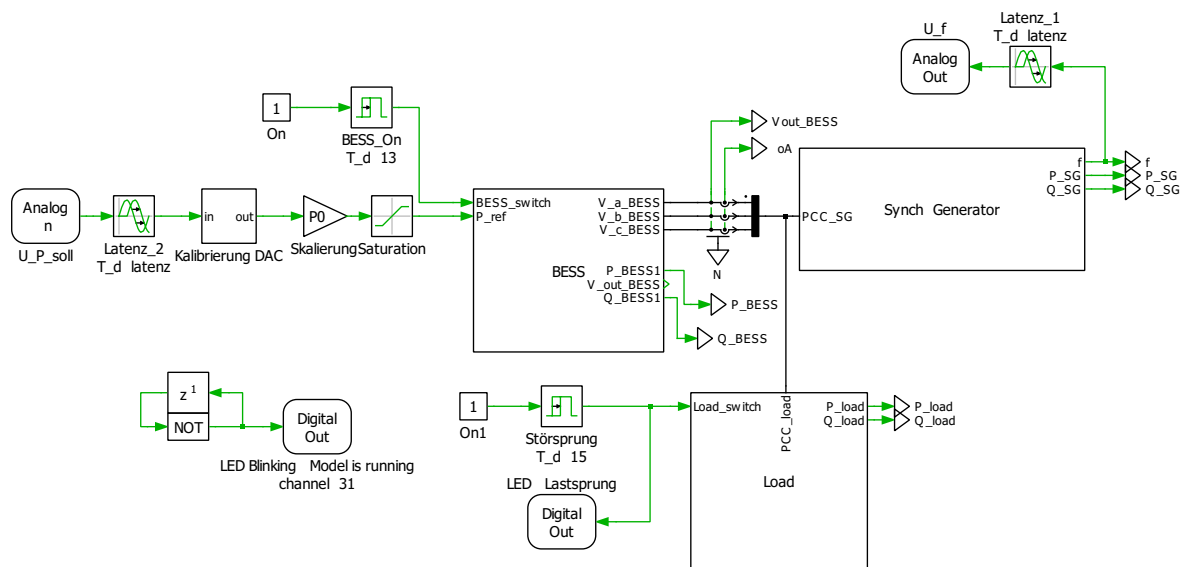 U_f
Analog
Out
Latenz_1
T_d latenz
1
On
BESS_On
T_d 13
Vout_BESS
oA
f
P_SG
Q_SG
Synch Generator
PCC_SG
f
P_SG
Q_SG
Analog
n
U_P_soll
Latenz_2
T_d latenz
in
out
Kalibrierung DAC
P0
Skalierung
Saturation
BESS_switch
P_ref
V_a_BESS
V_b_BESS
V_c_BESS
BESS
P_BESS1
V_out_BESS
Q_BESS1
N
P_BESS
Q_BESS
z 1
NOT
Digital
Out
LED Blinking Model is running
channel 31
1
On1
Störsprung
T_d 15
LED Lastsprung
Digital
Out
Load_switch
PCC_load
P_load
Q_load
Load
P_load
Q_load